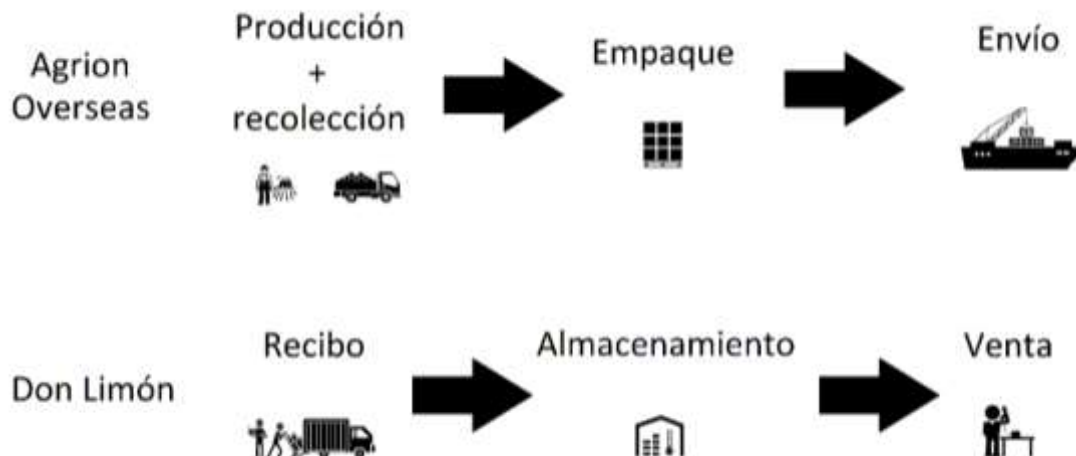 Agrion
Overseas
Producción
+
recolección
Empaque
Envío
Don Limón
Recibo
Almacenamiento
Venta